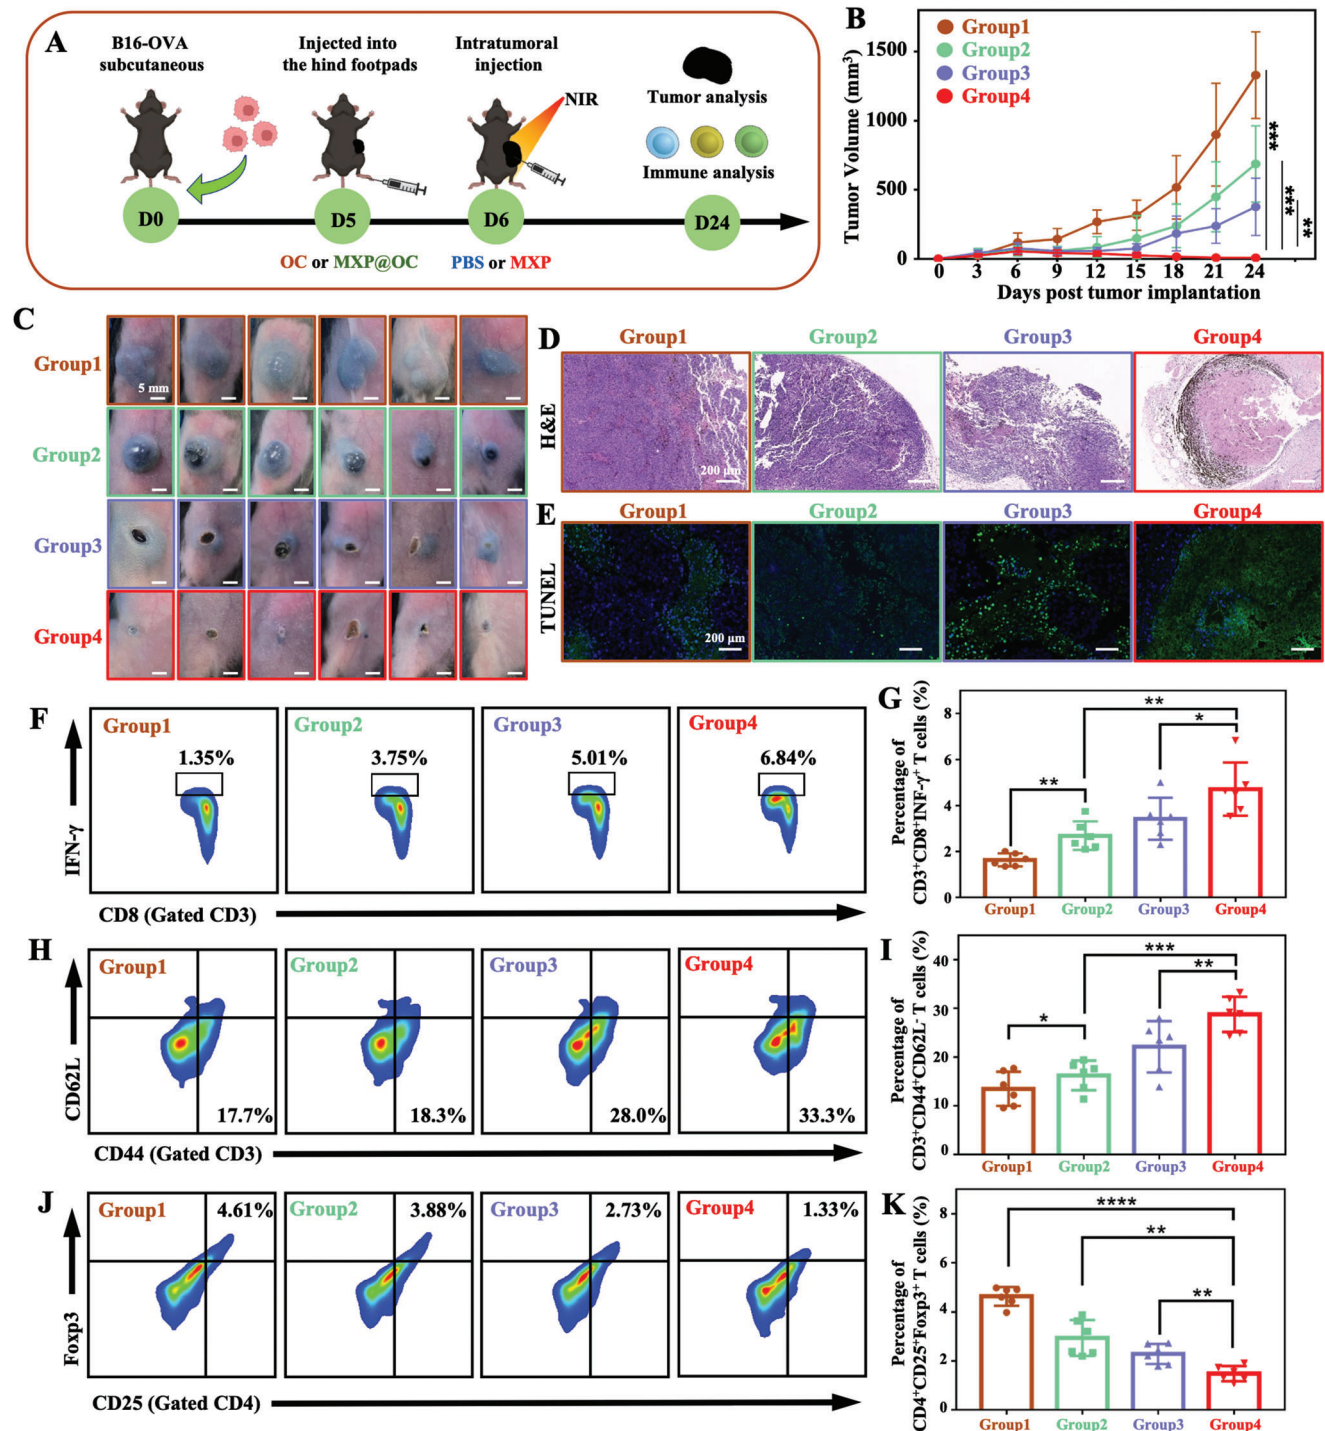 A
B16-OVA
subcutaneous
Injected into
the hind footpads
Intratumoral
injection
NIR
Tumor analysis
Immune analysis
D0
D5
D6
D24
OC or MXP@OC
PBS or MXP
B
Tumor Volume (mm³)
1500
1000
500
0
Group1
Group2
Group3
Group4
***
***
**
0 3 6 9 12 15 18 21 24
Days post tumor implantation
C
Group1
5 mm
Group2
Group3
Group4
D
Group1 Group2 Group3 Group4
H&E
200 μm
E
Group1 Group2 Group3 Group4
TUNEL
200 μm
F
IFN-γ
Group1 Group2 Group3 Group4
1.35% 3.75% 5.01% 6.84%
CD8 (Gated CD3)
G
Percentage of
CD3⁺CD8⁺INF-γ⁺ T cells (%)
8
6
4
2
0
**
*
**
Group1 Group2 Group3 Group4
H
CD62L
Group1 Group2 Group3 Group4
17.7% 18.3% 28.0% 33.3%
CD44 (Gated CD3)
I
Percentage of
CD3⁺CD44⁺CD62L⁻ T cells (%)
40
30
20
10
0
***
**
*
Group1 Group2 Group3 Group4
J
Foxp3
Group1 Group2 Group3 Group4
4.61% 3.88% 2.73% 1.33%
CD25 (Gated CD4)
K
Percentage of
CD4⁺CD25⁺Foxp3⁺ T cells (%)
8
6
4
2
0
****
**
**
Group1 Group2 Group3 Group4